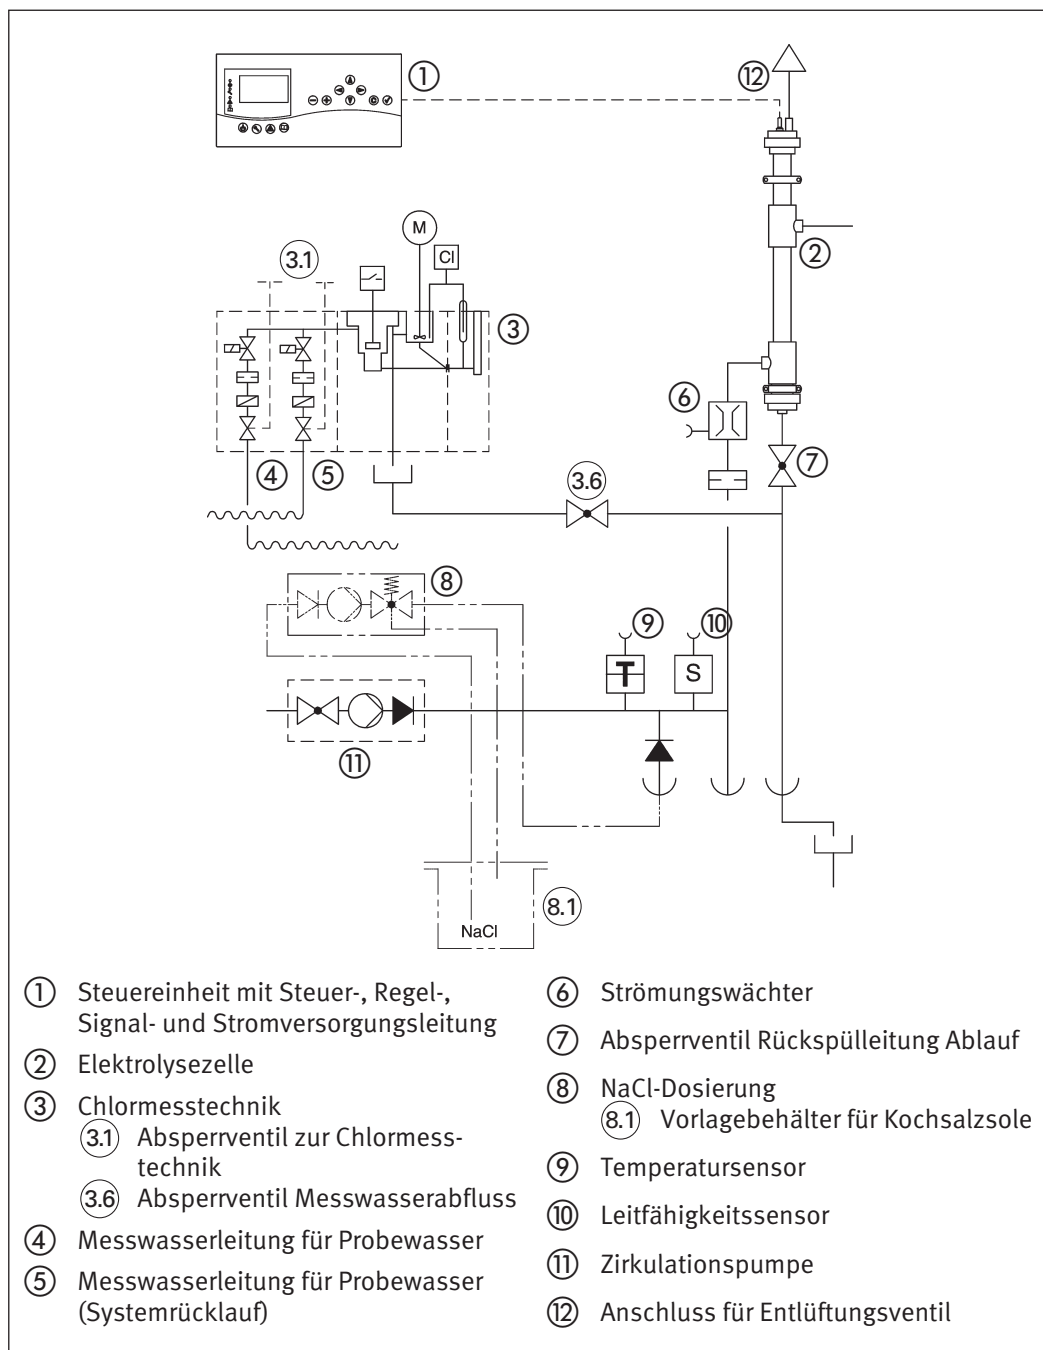 1
12
M
Cl
3.1
2
3
6
4
5
7
3.6
8
9
10
T
S
11
8.1
NaCl
1 Steuereinheit mit Steuer-, Regel-,
Signal- und Stromversorgungsleitung
2 Elektrolysezelle
3 Chlormesstechnik
3.1 Absperrventil zur Chlormess-
technik
3.6 Absperrventil Messwasserabfluss
4 Messwasserleitung für Probewasser
5 Messwasserleitung für Probewasser
(Systemrücklauf)
6 Strömungswächter
7 Absperrventil Rückspülleitung Ablauf
8 NaCl-Dosierung
8.1 Vorlagebehälter für Kochsalzsole
9 Temperatursensor
10 Leitfähigkeitssensor
11 Zirkulationspumpe
12 Anschluss für Entlüftungsventil